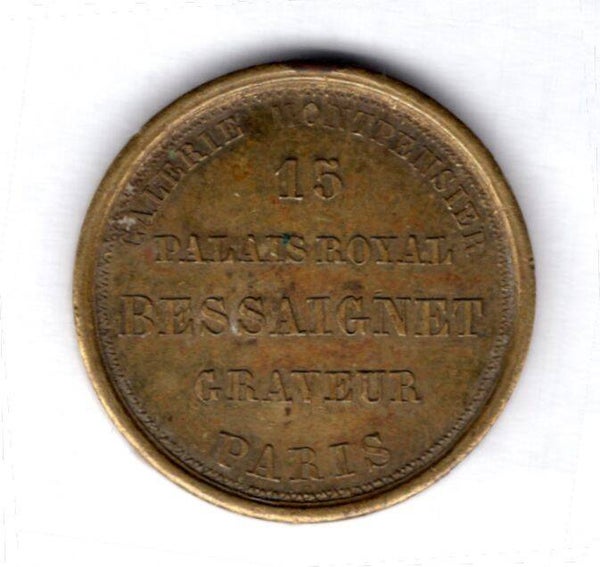 GALERIE MONTPENSIER
15
PALAIS ROYAL
BESSAIGNET
GRAVEUR
PARIS